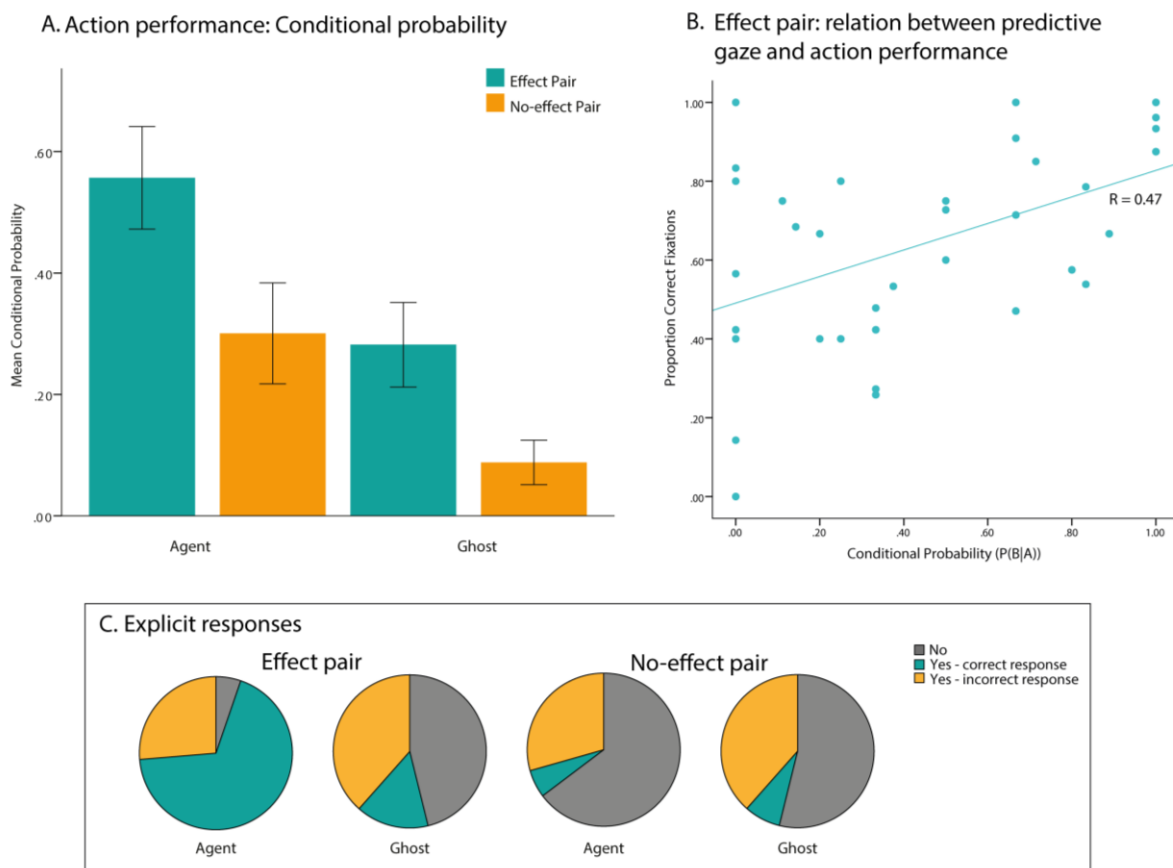 A. Action performance: Conditional probability
Effect Pair
No-effect Pair
Mean Conditional Probability
.60
.40
.20
.00
Agent
Ghost
B. Effect pair: relation between predictive
gaze and action performance
Proportion Correct Fixations
1.00
.80
.60
.40
.20
.00
R = 0.47
.00 .20 .40 .60 .80 1.00
Conditional Probability (P(B|A))
C. Explicit responses
No
Yes - correct response
Yes - incorrect response
Effect pair
No-effect pair
Agent
Ghost
Agent
Ghost